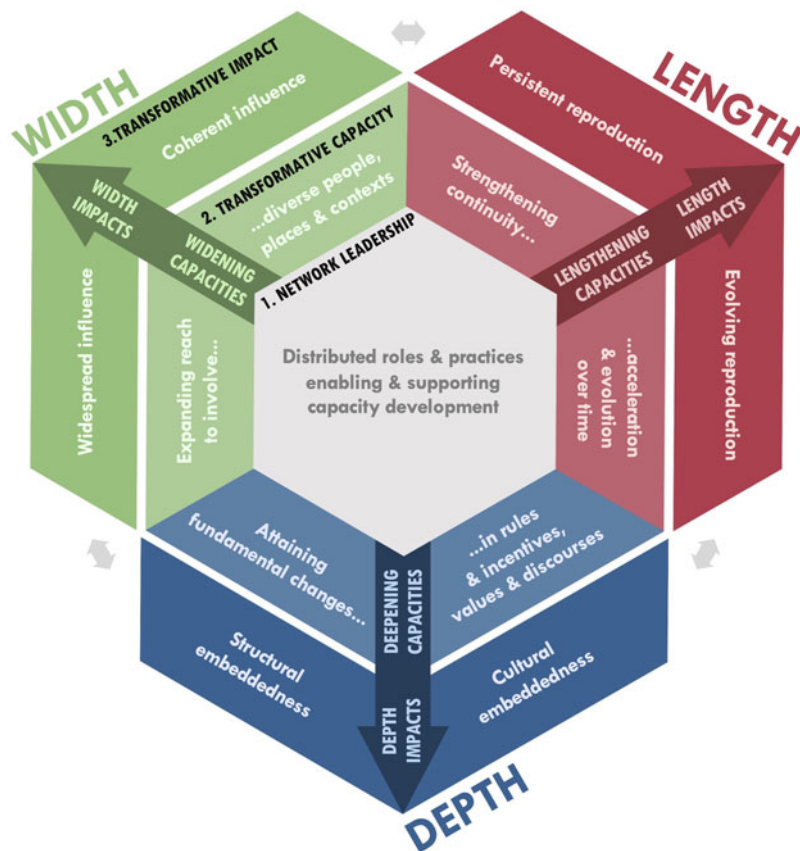 WIDTH
3. TRANSFORMATIVE IMPACT
Coherent influence
Widespread influence
WIDTH
IMPACTS
WIDENING
CAPACITIES
2. TRANSFORMATIVE CAPACITY
...diverse people,
places & contexts
Expanding reach
to involve...
LENGTH
Persistent reproduction
Evolving reproduction
LENGTH
IMPACTS
LENGTHENING
CAPACITIES
Strengthening
continuity...
...acceleration
& evolution
over time
1. NETWORK LEADERSHIP
Distributed roles & practices
enabling & supporting
capacity development
Attaining
fundamental changes...
...in rules
& incentives,
values & discourses
DEEPENING
CAPACITIES
DEPTH
IMPACTS
Structural
embeddedness
Cultural
embeddedness
DEPTH